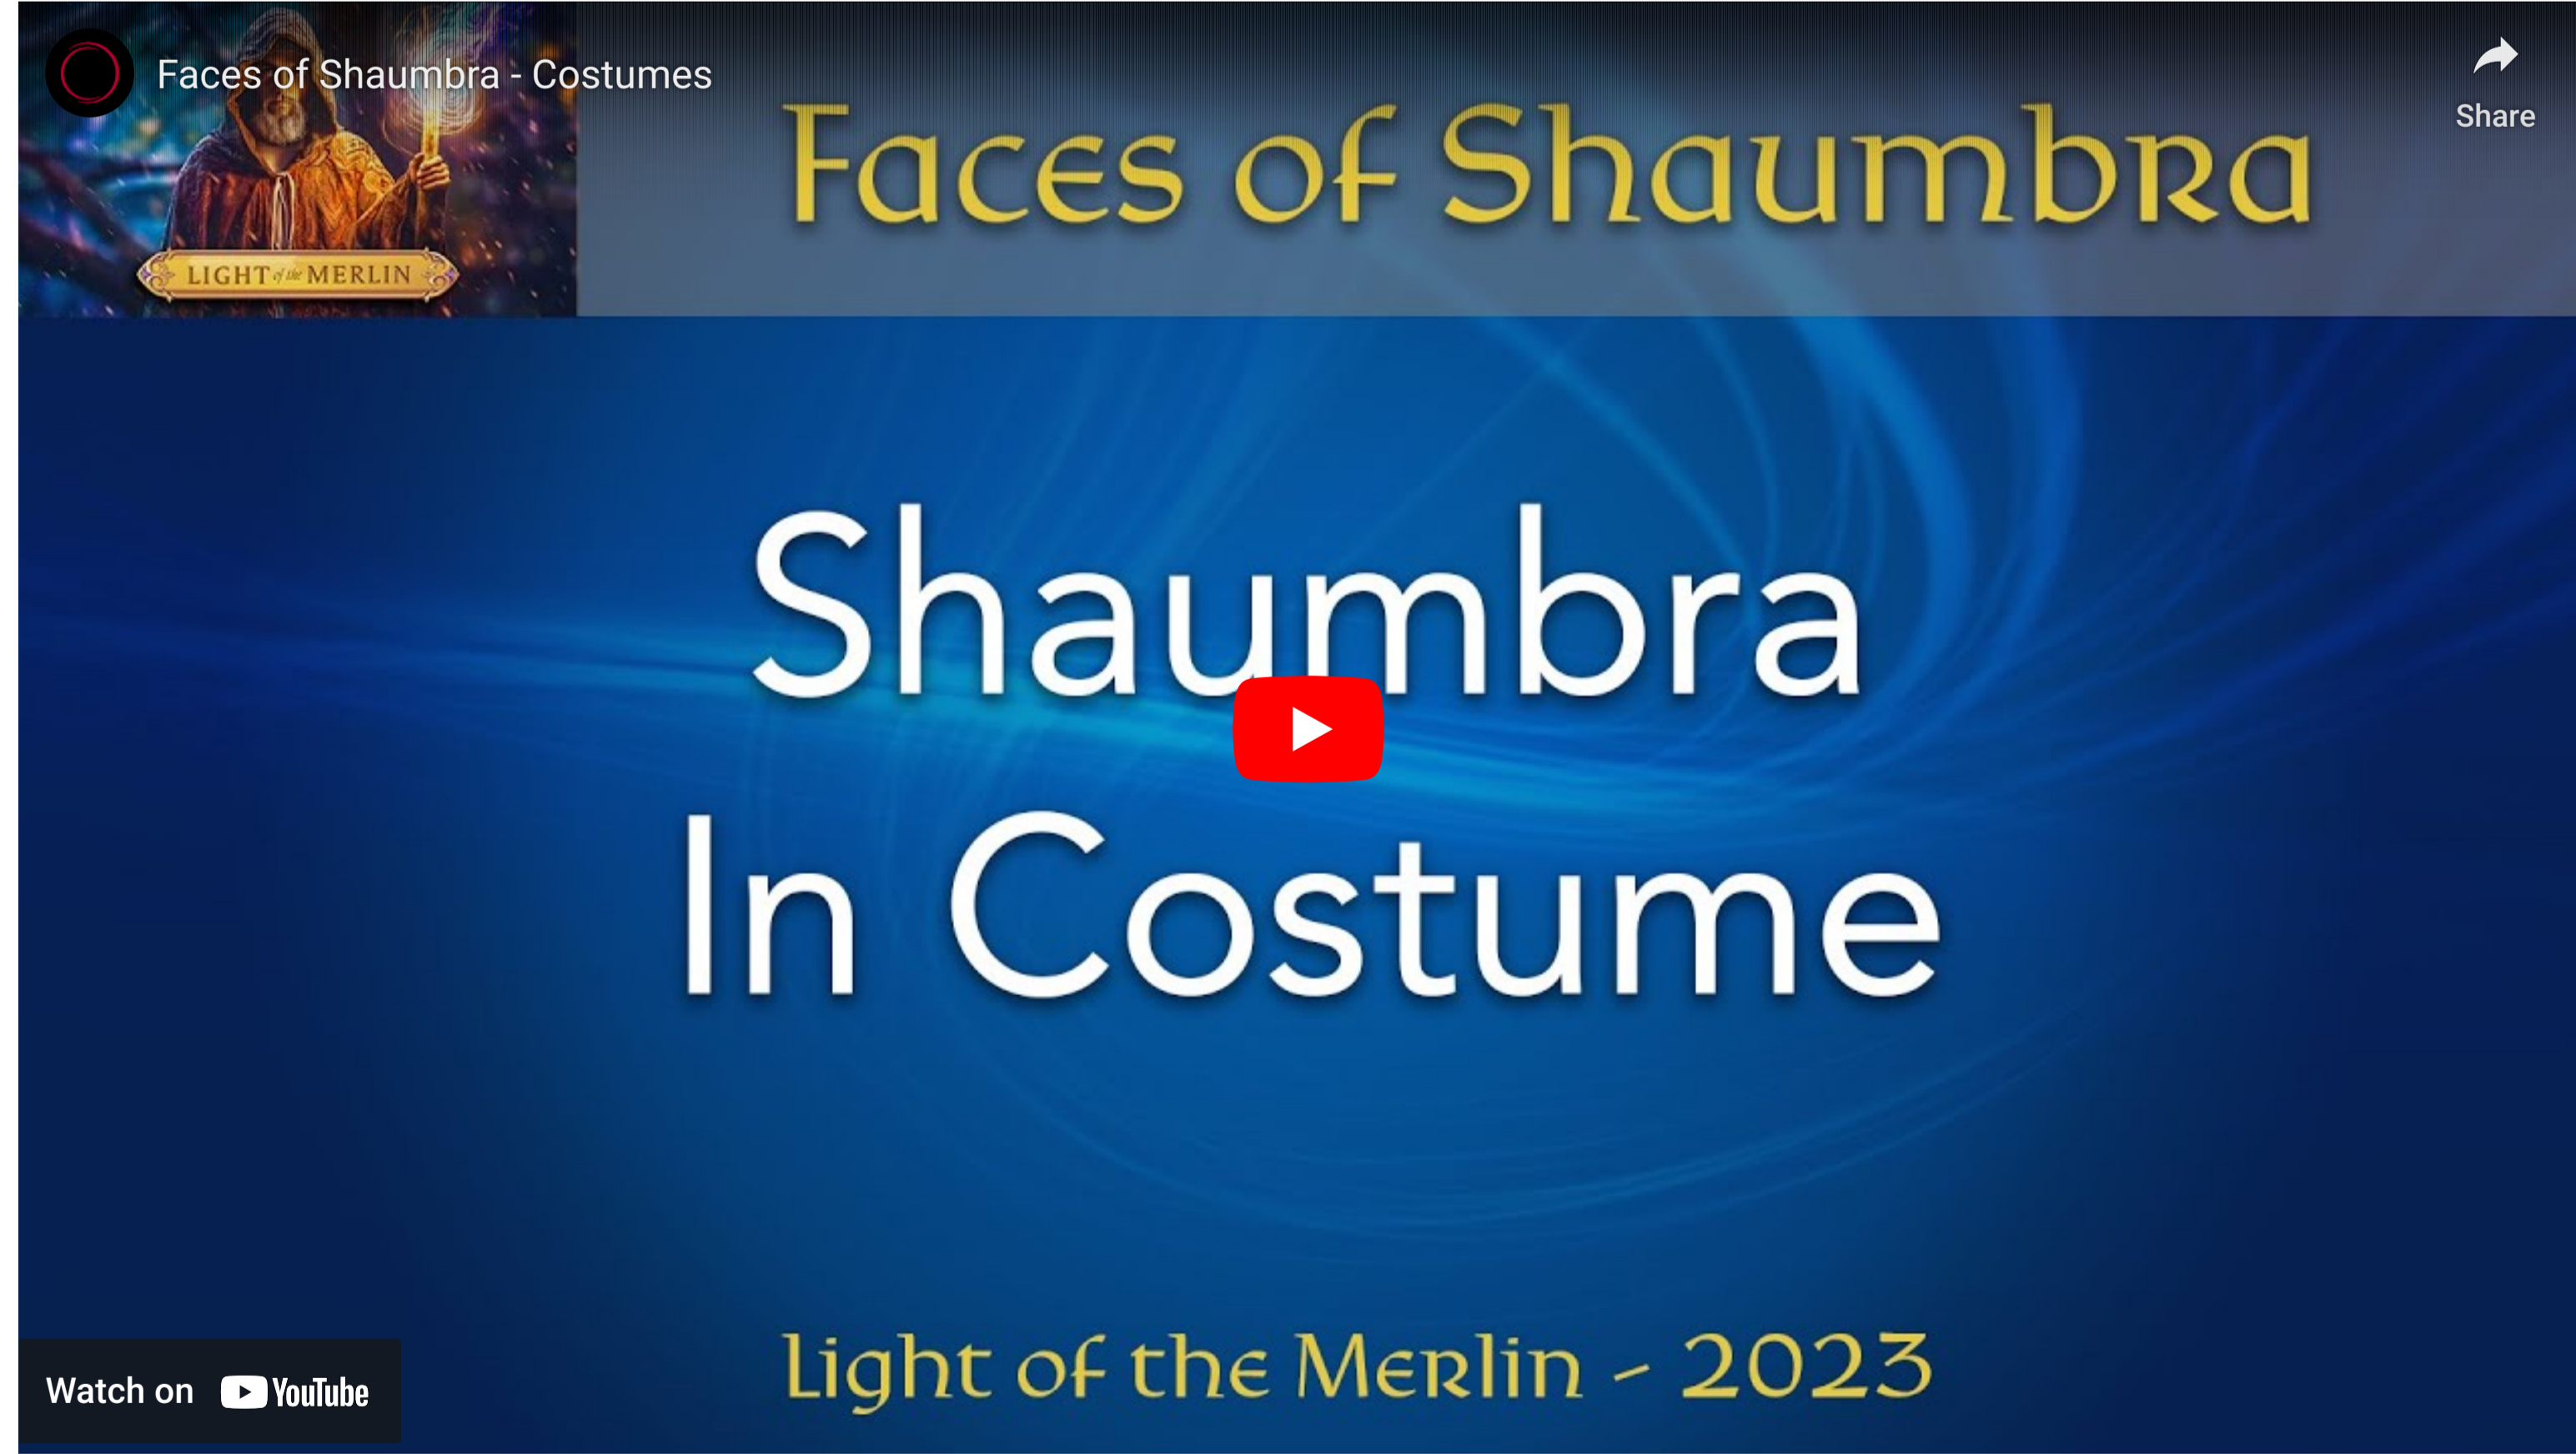 Faces of Shaumbra - Costumes
Share
Faces of Shaumbra
LIGHT of the MERLIN
Shaumbra
In Costume
Light of the Merlin - 2023
Watch on YouTube